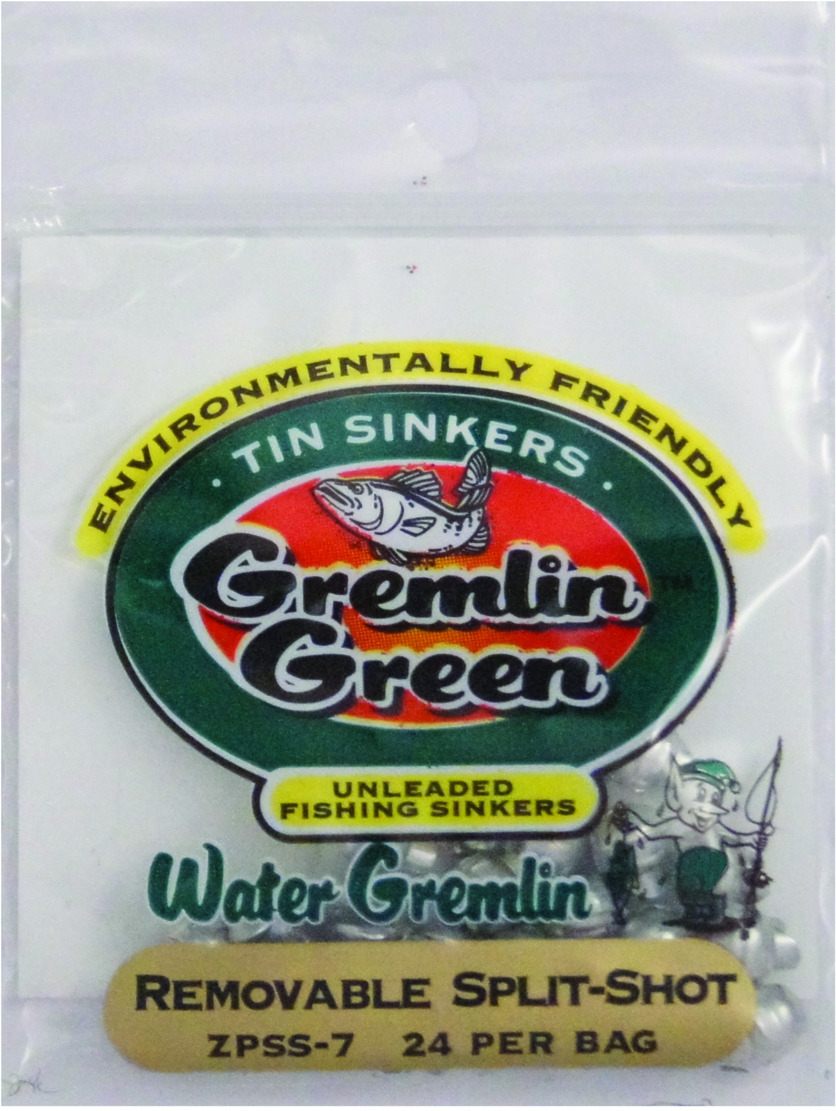 ENVIRONMENTALLY FRIENDLY
· TIN SINKERS ·
Gremlin™
Green
UNLEADED
FISHING SINKERS
Water Gremlin
REMOVABLE SPLIT-SHOT
ZPSS-7 24 PER BAG